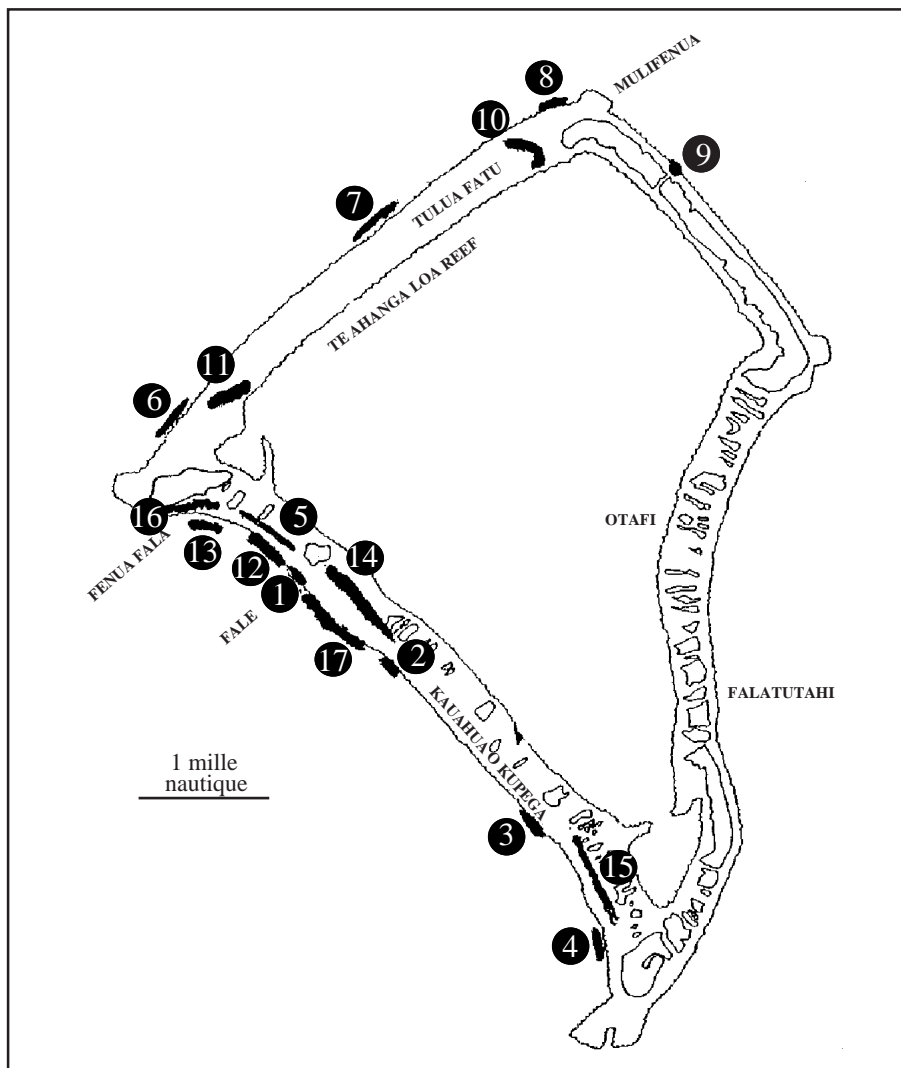 MULIFENUA
8
10
9
7
TULUA FATU
TE AHANGA LOA REEF
11
6
16
5
OTAFI
13
14
12
FENUA FALA
1
FALE
17
2
KAUAHUA O KUPEGA
FALATUTAHI
1 mille
nautique
3
15
4